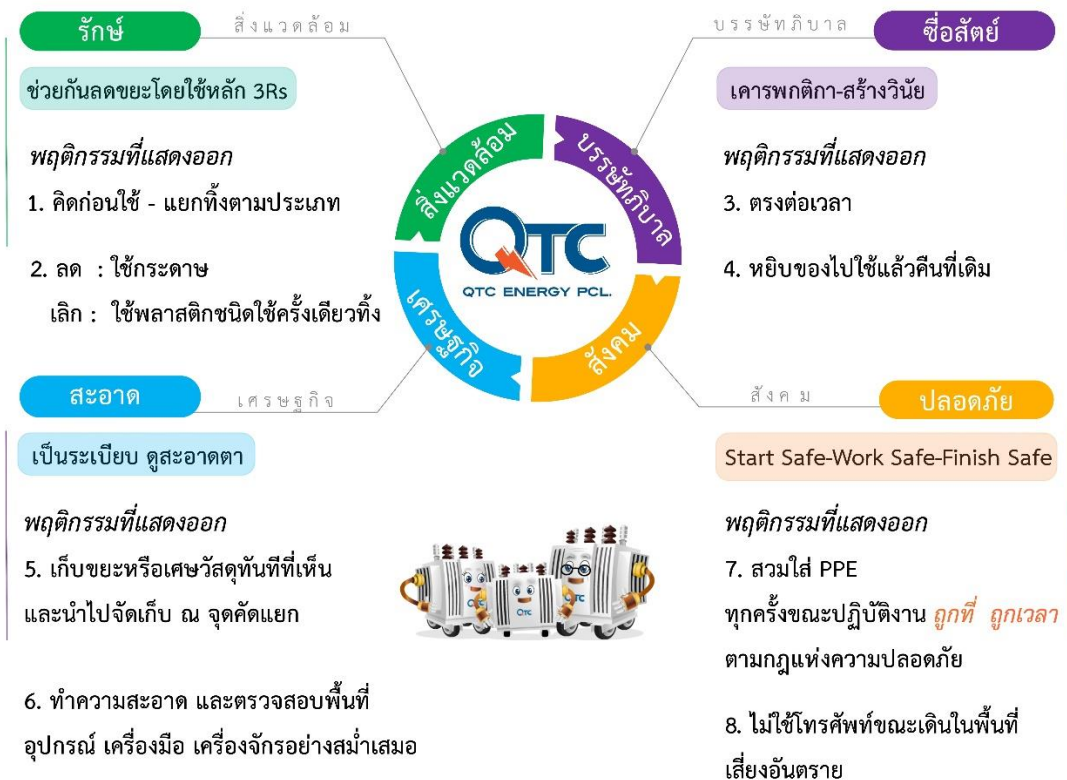 รักษ์
สิ่งแวดล้อม
ช่วยกันลดขยะโดยใช้หลัก 3Rs
พฤติกรรมที่แสดงออก
1. คิดก่อนใช้ - แยกทิ้งตามประเภท
2. ลด : ใช้กระดาษ
เลิก : ใช้พลาสติกชนิดใช้ครั้งเดียวทิ้ง
บรรษัทภิบาล
ซื่อสัตย์
เคารพกติกา-สร้างวินัย
พฤติกรรมที่แสดงออก
3. ตรงต่อเวลา
4. หยิบของไปใช้แล้วคืนที่เดิม
สิ่งแวดล้อม
บรรษัทภิบาล
QTC
QTC ENERGY PCL.
เศรษฐกิจ
สังคม
สะอาด
เศรษฐกิจ
เป็นระเบียบ ดูสะอาดตา
พฤติกรรมที่แสดงออก
5. เก็บขยะหรือเศษวัสดุทันทีที่เห็น
และนำไปจัดเก็บ ณ จุดคัดแยก
6. ทำความสะอาด และตรวจสอบพื้นที่
อุปกรณ์ เครื่องมือ เครื่องจักรอย่างสม่ำเสมอ
QTC
QTC
QTC
สังคม
ปลอดภัย
Start Safe-Work Safe-Finish Safe
พฤติกรรมที่แสดงออก
7. สวมใส่ PPE
ทุกครั้งขณะปฏิบัติงาน ถูกที่ ถูกเวลา
ตามกฎแห่งความปลอดภัย
8. ไม่ใช้โทรศัพท์ขณะเดินในพื้นที่
เสี่ยงอันตราย